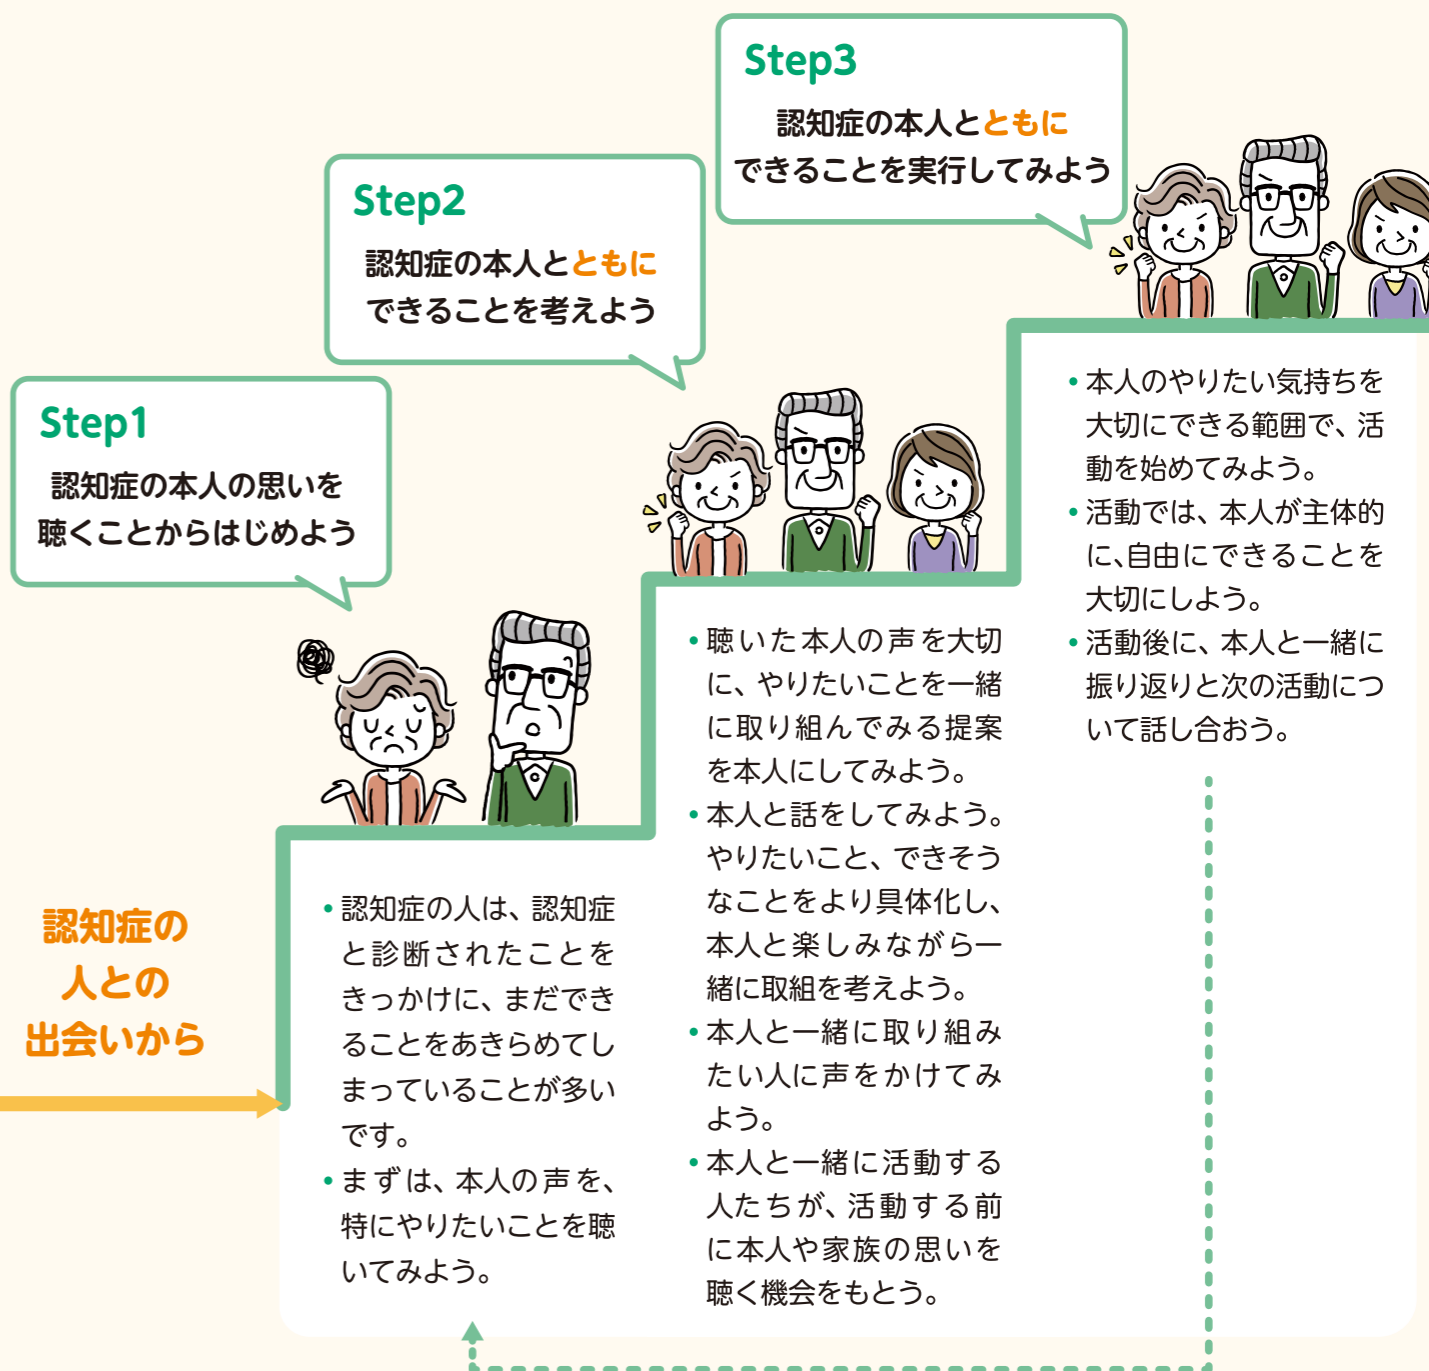 Step3
認知症の本人とともに
できることを実行してみよう
Step2
認知症の本人とともに
できることを考えよう
Step1
認知症の本人の思いを
聴くことからはじめよう
認知症の
人との
出会いから
•認知症の人は、認知症
と診断されたことを
きっかけに、まだでき
ることをあきらめてし
まっていることが多い
です。
•まずは、本人の声を、
特にやりたいことを聴
いてみよう。
•聴いた本人の声を大切
に、やりたいことを一緒
に取り組んでみる提案
を本人にしてみよう。
•本人と話をしてみよう。
やりたいこと、できそう
なことをより具体化し、
本人と楽しみながら一
緒に取組を考えよう。
•本人と一緒に取り組み
たい人に声をかけてみ
よう。
•本人と一緒に活動する
人たちが、活動する前
に本人や家族の思いを
聴く機会をもとう。
•本人のやりたい気持ちを
大切にできる範囲で、活
動を始めてみよう。
•活動では、本人が主体的
に、自由にできることを
大切にしよう。
•活動後に、本人と一緒に
振り返りと次の活動につ
いて話し合おう。